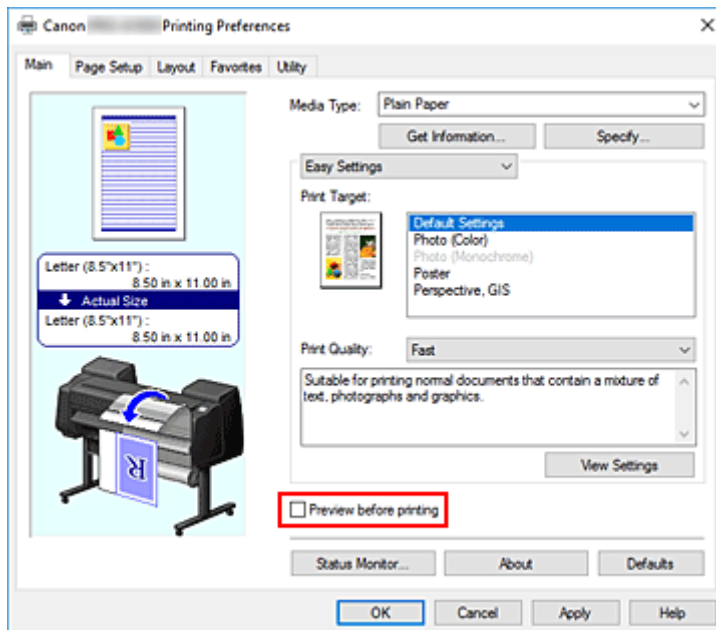 Canon Printing Preferences
Main Page Setup Layout Favorites Utility
Media Type: Plain Paper
Get Information... Specify...
Easy Settings
Print Target:
Default Settings
Photo (Color)
Photo (Monochrome)
Poster
Perspective, GIS
Letter (8.5"x11") :
8.50 in x 11.00 in
Actual Size
Letter (8.5"x11") :
8.50 in x 11.00 in
Print Quality: Fast
Suitable for printing normal documents that contain a mixture of
text, photographs and graphics.
R
View Settings
Preview before printing
Status Monitor... About Defaults
OK Cancel Apply Help